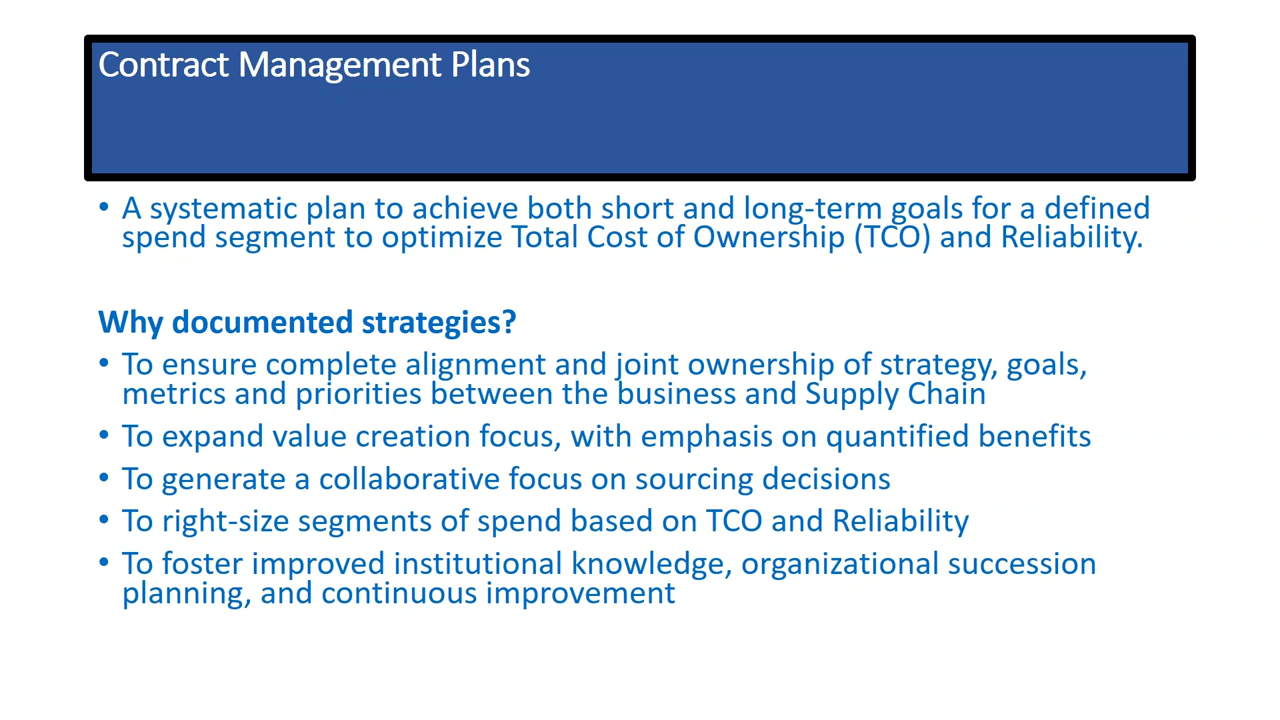 Contract Management Plans
• A systematic plan to achieve both short and long-term goals for a defined
spend segment to optimize Total Cost of Ownership (TCO) and Reliability.
Why documented strategies?
• To ensure complete alignment and joint ownership of strategy, goals,
metrics and priorities between the business and Supply Chain
• To expand value creation focus, with emphasis on quantified benefits
• To generate a collaborative focus on sourcing decisions
• To right-size segments of spend based on TCO and Reliability
• To foster improved institutional knowledge, organizational succession
planning, and continuous improvement